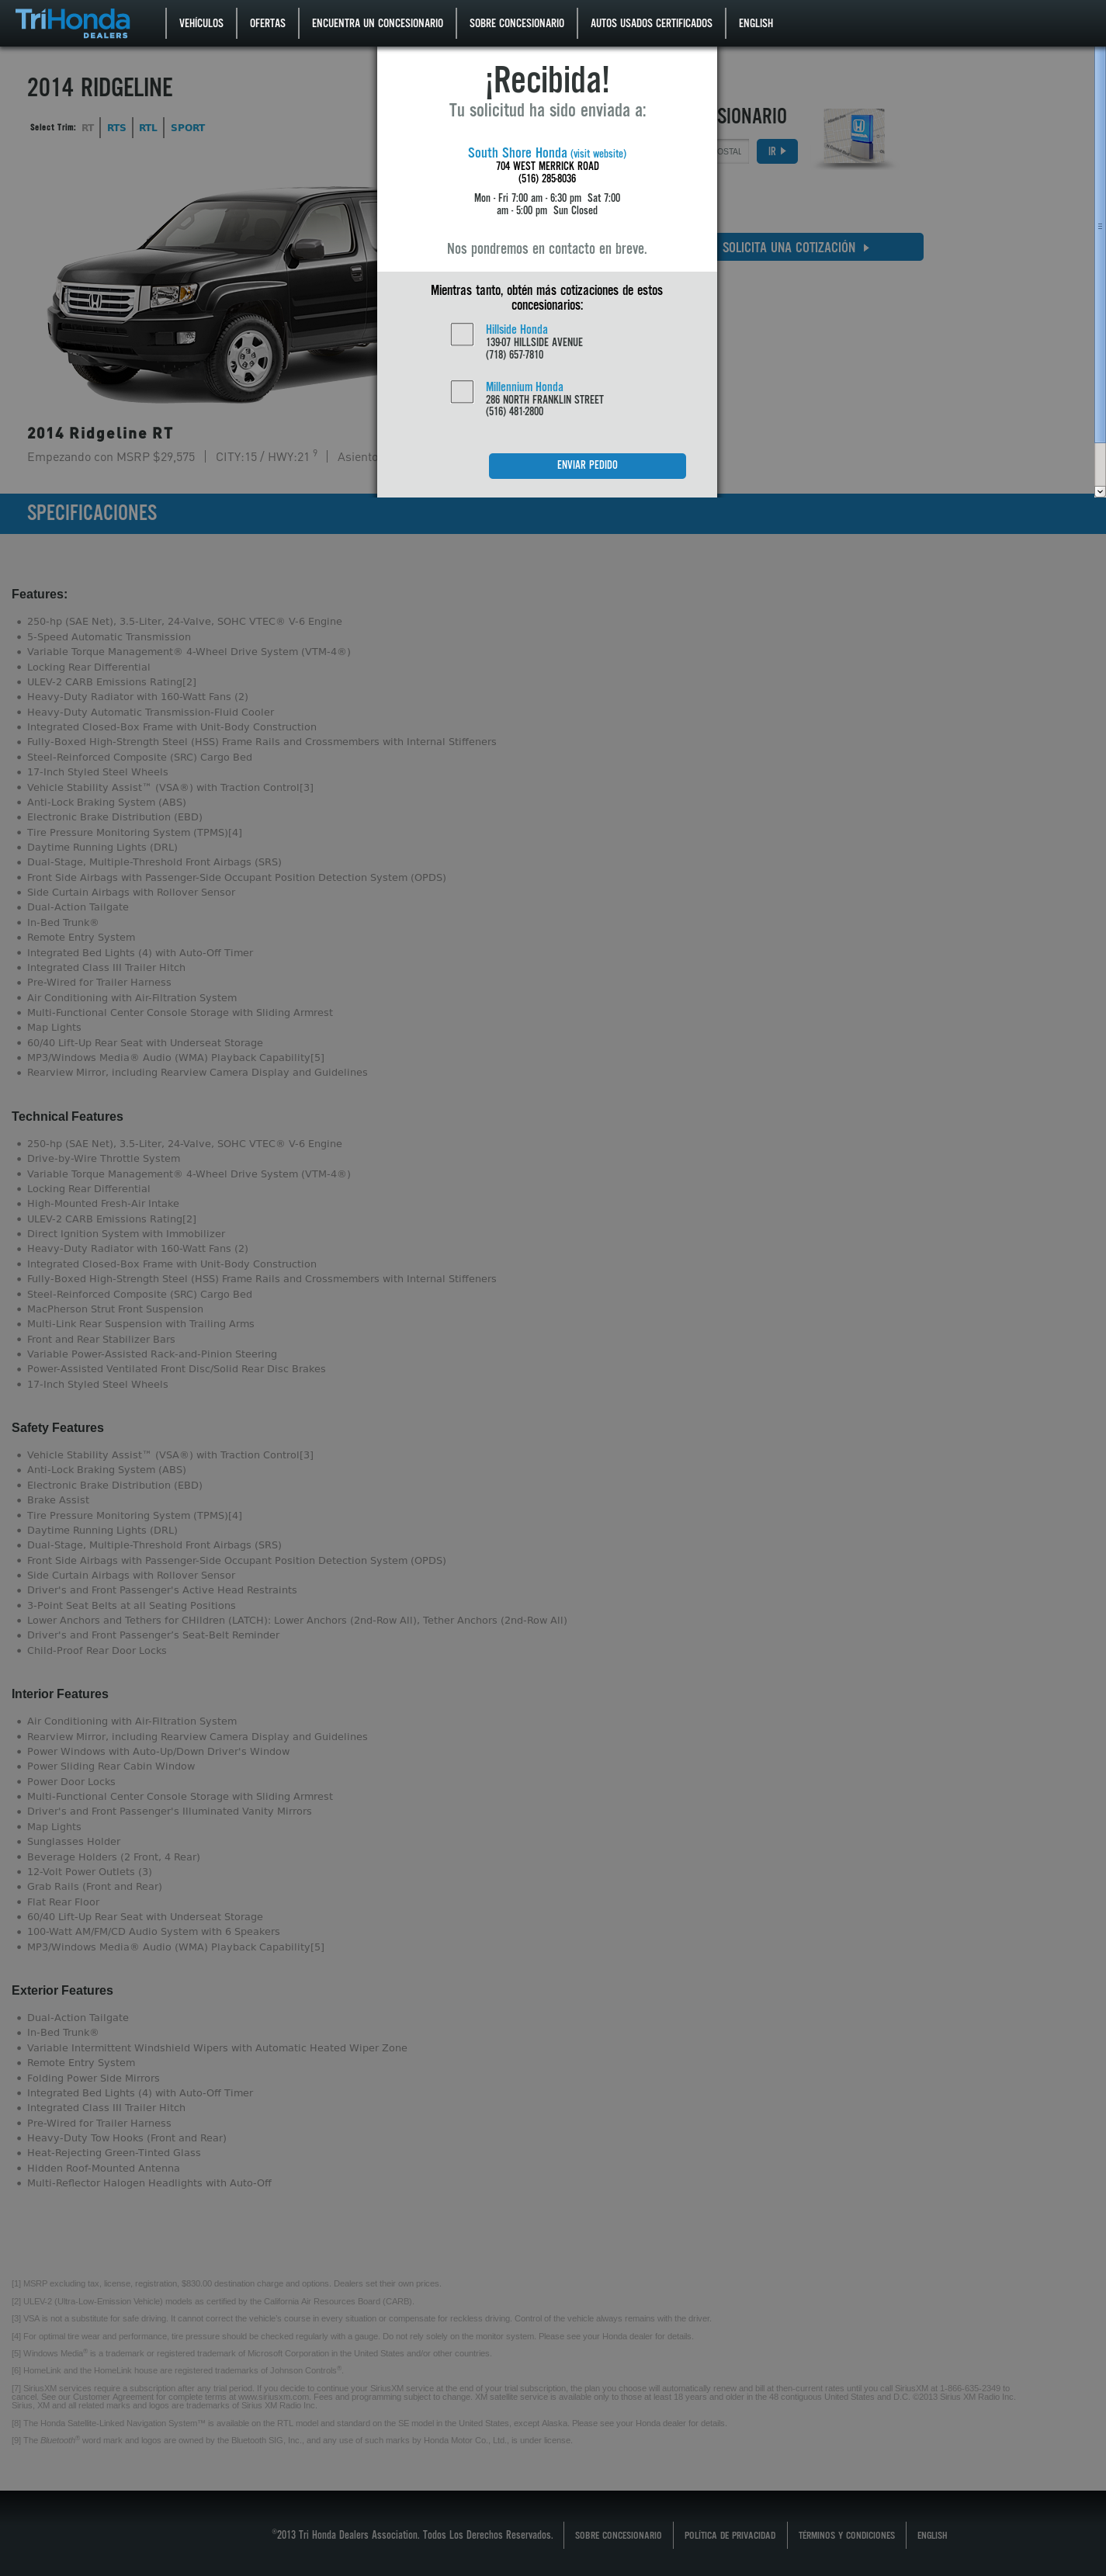 TriHonda
DEALERS
VEHÍCULOS
OFERTAS
ENCUENTRA UN CONCESIONARIO
SOBRE CONCESIONARIO
AUTOS USADOS CERTIFICADOS
ENGLISH
2014 RIDGELINE
Select Trim: RT RTS RTL SPORT
¡Recibida!
Tu solicitud ha sido enviada a:
South Shore Honda (visit website)
704 WEST MERRICK ROAD
(516) 285-8036
Mon - Fri 7:00 am - 6:30 pm Sat 7:00
am - 5:00 pm Sun Closed
Nos pondremos en contacto en breve.
Mientras tanto, obtén más cotizaciones de estos
concesionarios:
Hillside Honda
139-07 HILLSIDE AVENUE
(718) 657-7810
Millennium Honda
286 NORTH FRANKLIN STREET
(516) 481-2800
ENVIAR PEDIDO
SIONARIO
OSTAL
IR
SOLICITA UNA COTIZACIÓN
2014 Ridgeline RT
Empezando con MSRP $29,575 | CITY:15 / HWY:21 9 | Asiento
SPECIFICACIONES
Features:
250-hp (SAE Net), 3.5-Liter, 24-Valve, SOHC VTEC® V-6 Engine
5-Speed Automatic Transmission
Variable Torque Management® 4-Wheel Drive System (VTM-4®)
Locking Rear Differential
ULEV-2 CARB Emissions Rating[2]
Heavy-Duty Radiator with 160-Watt Fans (2)
Heavy-Duty Automatic Transmission-Fluid Cooler
Integrated Closed-Box Frame with Unit-Body Construction
Fully-Boxed High-Strength Steel (HSS) Frame Rails and Crossmembers with Internal Stiffeners
Steel-Reinforced Composite (SRC) Cargo Bed
17-Inch Styled Steel Wheels
Vehicle Stability Assist™ (VSA®) with Traction Control[3]
Anti-Lock Braking System (ABS)
Electronic Brake Distribution (EBD)
Tire Pressure Monitoring System (TPMS)[4]
Daytime Running Lights (DRL)
Dual-Stage, Multiple-Threshold Front Airbags (SRS)
Front Side Airbags with Passenger-Side Occupant Position Detection System (OPDS)
Side Curtain Airbags with Rollover Sensor
Dual-Action Tailgate
In-Bed Trunk®
Remote Entry System
Integrated Bed Lights (4) with Auto-Off Timer
Integrated Class III Trailer Hitch
Pre-Wired for Trailer Harness
Air Conditioning with Air-Filtration System
Multi-Functional Center Console Storage with Sliding Armrest
Map Lights
60/40 Lift-Up Rear Seat with Underseat Storage
MP3/Windows Media® Audio (WMA) Playback Capability[5]
Rearview Mirror, including Rearview Camera Display and Guidelines
Technical Features
250-hp (SAE Net), 3.5-Liter, 24-Valve, SOHC VTEC® V-6 Engine
Drive-by-Wire Throttle System
Variable Torque Management® 4-Wheel Drive System (VTM-4®)
Locking Rear Differential
High-Mounted Fresh-Air Intake
ULEV-2 CARB Emissions Rating[2]
Direct Ignition System with Immobilizer
Heavy-Duty Radiator with 160-Watt Fans (2)
Integrated Closed-Box Frame with Unit-Body Construction
Fully-Boxed High-Strength Steel (HSS) Frame Rails and Crossmembers with Internal Stiffeners
Steel-Reinforced Composite (SRC) Cargo Bed
MacPherson Strut Front Suspension
Multi-Link Rear Suspension with Trailing Arms
Front and Rear Stabilizer Bars
Variable Power-Assisted Rack-and-Pinion Steering
Power-Assisted Ventilated Front Disc/Solid Rear Disc Brakes
17-Inch Styled Steel Wheels
Safety Features
Vehicle Stability Assist™ (VSA®) with Traction Control[3]
Anti-Lock Braking System (ABS)
Electronic Brake Distribution (EBD)
Brake Assist
Tire Pressure Monitoring System (TPMS)[4]
Daytime Running Lights (DRL)
Dual-Stage, Multiple-Threshold Front Airbags (SRS)
Front Side Airbags with Passenger-Side Occupant Position Detection System (OPDS)
Side Curtain Airbags with Rollover Sensor
Driver's and Front Passenger's Active Head Restraints
3-Point Seat Belts at all Seating Positions
Lower Anchors and Tethers for CHildren (LATCH): Lower Anchors (2nd-Row All), Tether Anchors (2nd-Row All)
Driver's and Front Passenger's Seat-Belt Reminder
Child-Proof Rear Door Locks
Interior Features
Air Conditioning with Air-Filtration System
Rearview Mirror, including Rearview Camera Display and Guidelines
Power Windows with Auto-Up/Down Driver's Window
Power Sliding Rear Cabin Window
Power Door Locks
Multi-Functional Center Console Storage with Sliding Armrest
Driver's and Front Passenger's Illuminated Vanity Mirrors
Map Lights
Sunglasses Holder
Beverage Holders (2 Front, 4 Rear)
12-Volt Power Outlets (3)
Grab Rails (Front and Rear)
Flat Rear Floor
60/40 Lift-Up Rear Seat with Underseat Storage
100-Watt AM/FM/CD Audio System with 6 Speakers
MP3/Windows Media® Audio (WMA) Playback Capability[5]
Exterior Features
Dual-Action Tailgate
In-Bed Trunk®
Variable Intermittent Windshield Wipers with Automatic Heated Wiper Zone
Remote Entry System
Folding Power Side Mirrors
Integrated Bed Lights (4) with Auto-Off Timer
Integrated Class III Trailer Hitch
Pre-Wired for Trailer Harness
Heavy-Duty Tow Hooks (Front and Rear)
Heat-Rejecting Green-Tinted Glass
Hidden Roof-Mounted Antenna
Multi-Reflector Halogen Headlights with Auto-Off
[1] MSRP excluding tax, license, registration, $830.00 destination charge and options. Dealers set their own prices.
[2] ULEV-2 (Ultra-Low-Emission Vehicle) models as certified by the California Air Resources Board (CARB).
[3] VSA is not a substitute for safe driving. It cannot correct the vehicle's course in every situation or compensate for reckless driving. Control of the vehicle always remains with the driver.
[4] For optimal tire wear and performance, tire pressure should be checked regularly with a gauge. Do not rely solely on the monitor system. Please see your Honda dealer for details.
[5] Windows Media® is a trademark or registered trademark of Microsoft Corporation in the United States and/or other countries.
[6] HomeLink and the HomeLink house are registered trademarks of Johnson Controls®.
[7] SiriusXM services require a subscription after any trial period. If you decide to continue your SiriusXM service at the end of your trial subscription, the plan you choose will automatically renew and bill at then-current rates until you call SiriusXM at 1-866-635-2349 to
cancel. See our Customer Agreement for complete terms at www.siriusxm.com. Fees and programming subject to change. XM satellite service is available only to those at least 18 years and older in the 48 contiguous United States and D.C. ©2013 Sirius XM Radio Inc.
Sirius, XM and all related marks and logos are trademarks of Sirius XM Radio Inc.
[8] The Honda Satellite-Linked Navigation System™ is available on the RTL model and standard on the SE model in the United States, except Alaska. Please see your Honda dealer for details.
[9] The Bluetooth® word mark and logos are owned by the Bluetooth SIG, Inc., and any use of such marks by Honda Motor Co., Ltd., is under license.
®2013 Tri Honda Dealers Association. Todos Los Derechos Reservados.
SOBRE CONCESIONARIO
POLÍTICA DE PRIVACIDAD
TÉRMINOS Y CONDICIONES
ENGLISH